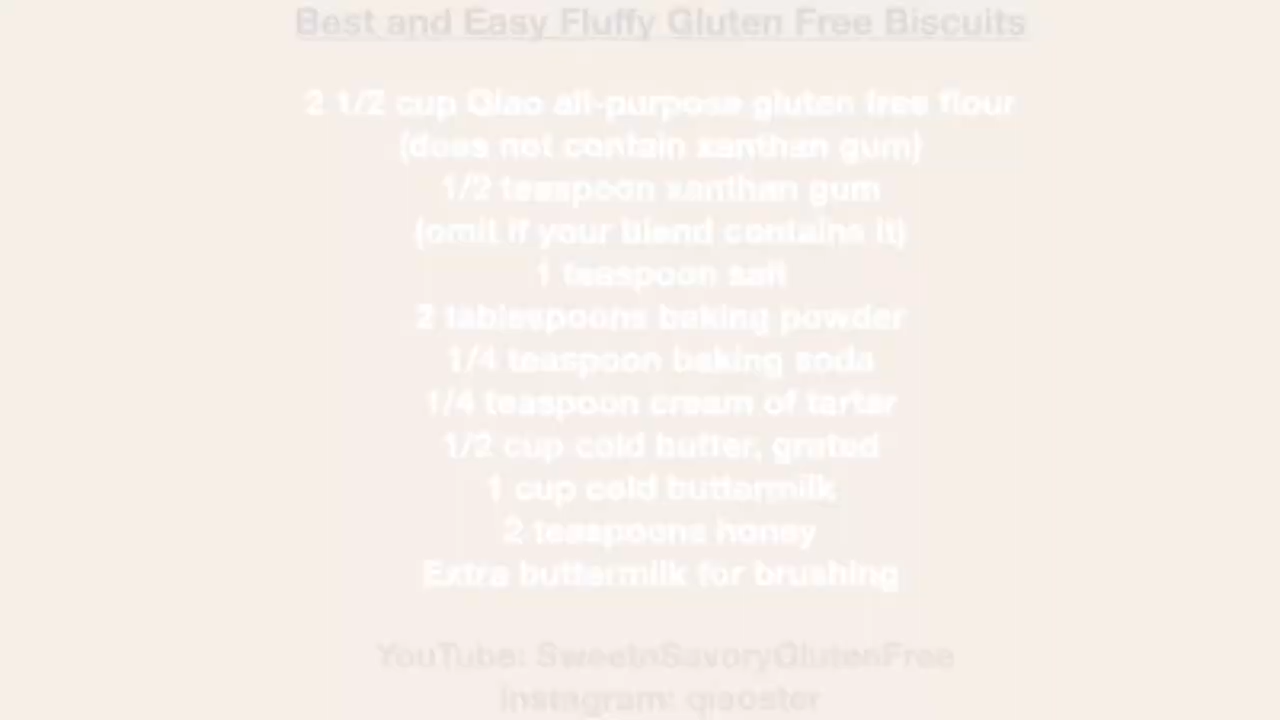 Best and Easy Fluffy Gluten Free Biscuits
2 1/2 cup Qiao all-purpose gluten free flour
(does not contain xanthan gum)
1/2 teaspoon xanthan gum
(omit if your blend contains it)
1 teaspoon salt
2 tablespoons baking powder
1/4 teaspoon baking soda
1/4 teaspoon cream of tartar
1/2 cup cold butter, grated
1 cup cold buttermilk
2 teaspoons honey
Extra buttermilk for brushing
YouTube: SweetnSavoryGlutenFree
Instagram: qiaoster